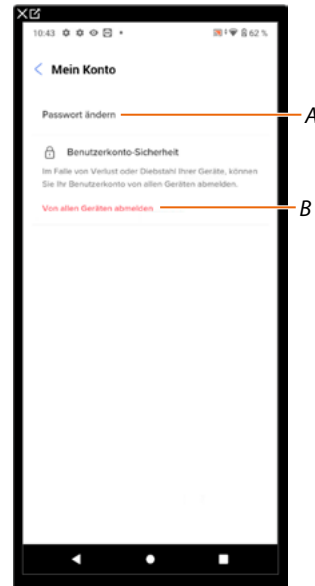 10:43
62 %
Mein Konto
Passwort ändern
A
Benutzerkonto-Sicherheit
Im Falle von Verlust oder Diebstahl Ihrer Geräte, können
Sie Ihr Benutzerkonto von allen Geräten abmelden.
Von allen Geräten abmelden
B